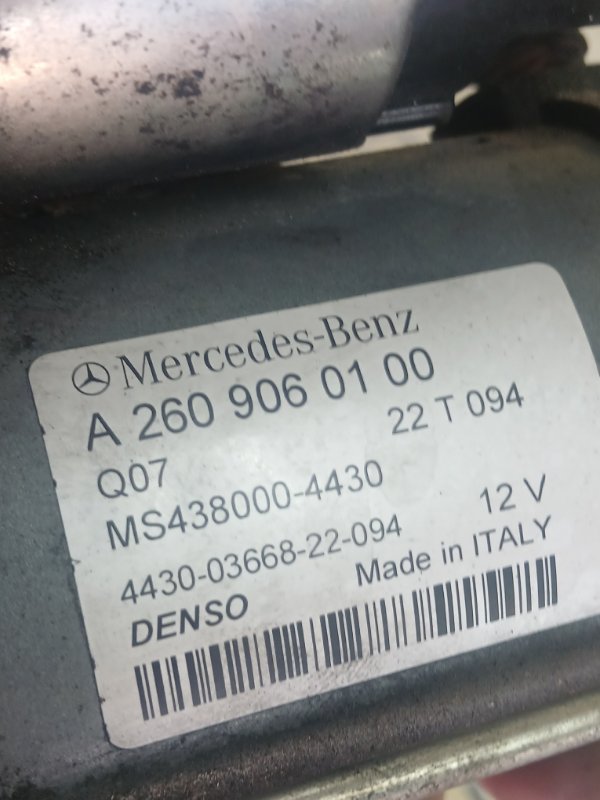 Mercedes-Benz
A 260 906 01 00
22 T 094
Q07
MS438000-4430
12 V
4430-03668-22-094
Made in ITALY
DENSO